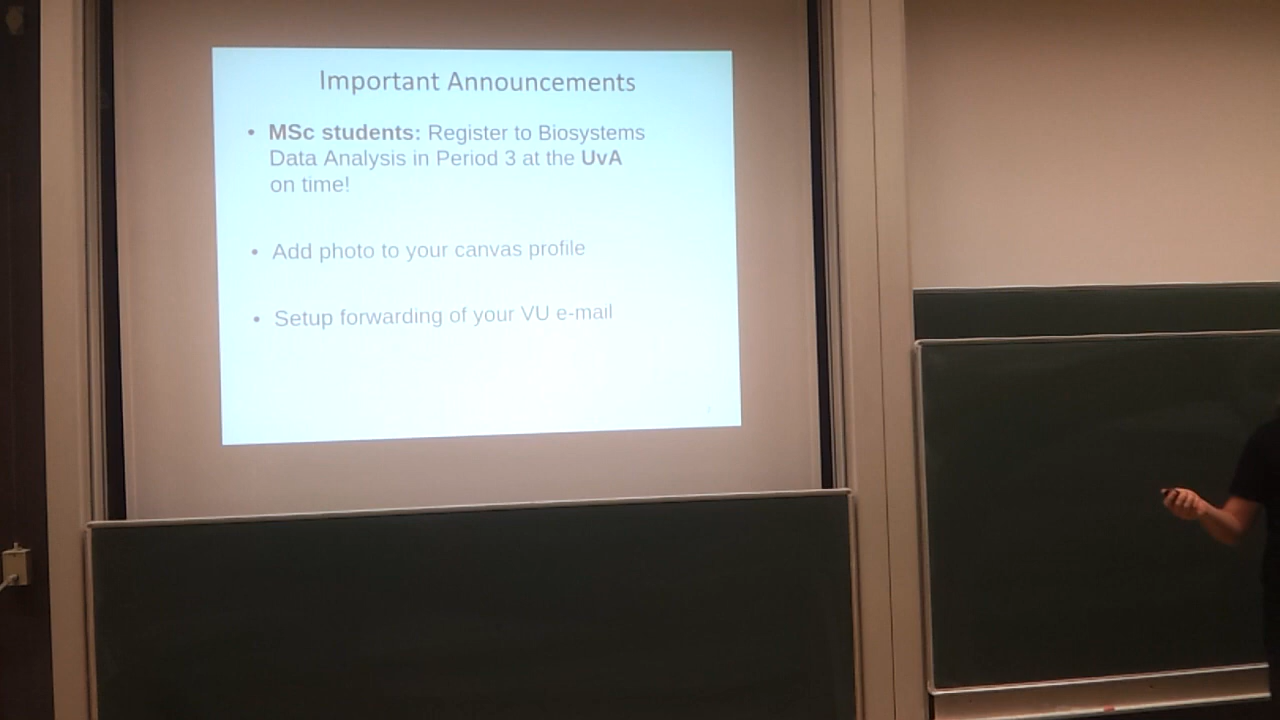 Important Announcements
• MSc students: Register to Biosystems
Data Analysis in Period 3 at the UvA
on time!
• Add photo to your canvas profile
• Setup forwarding of your VU e-mail